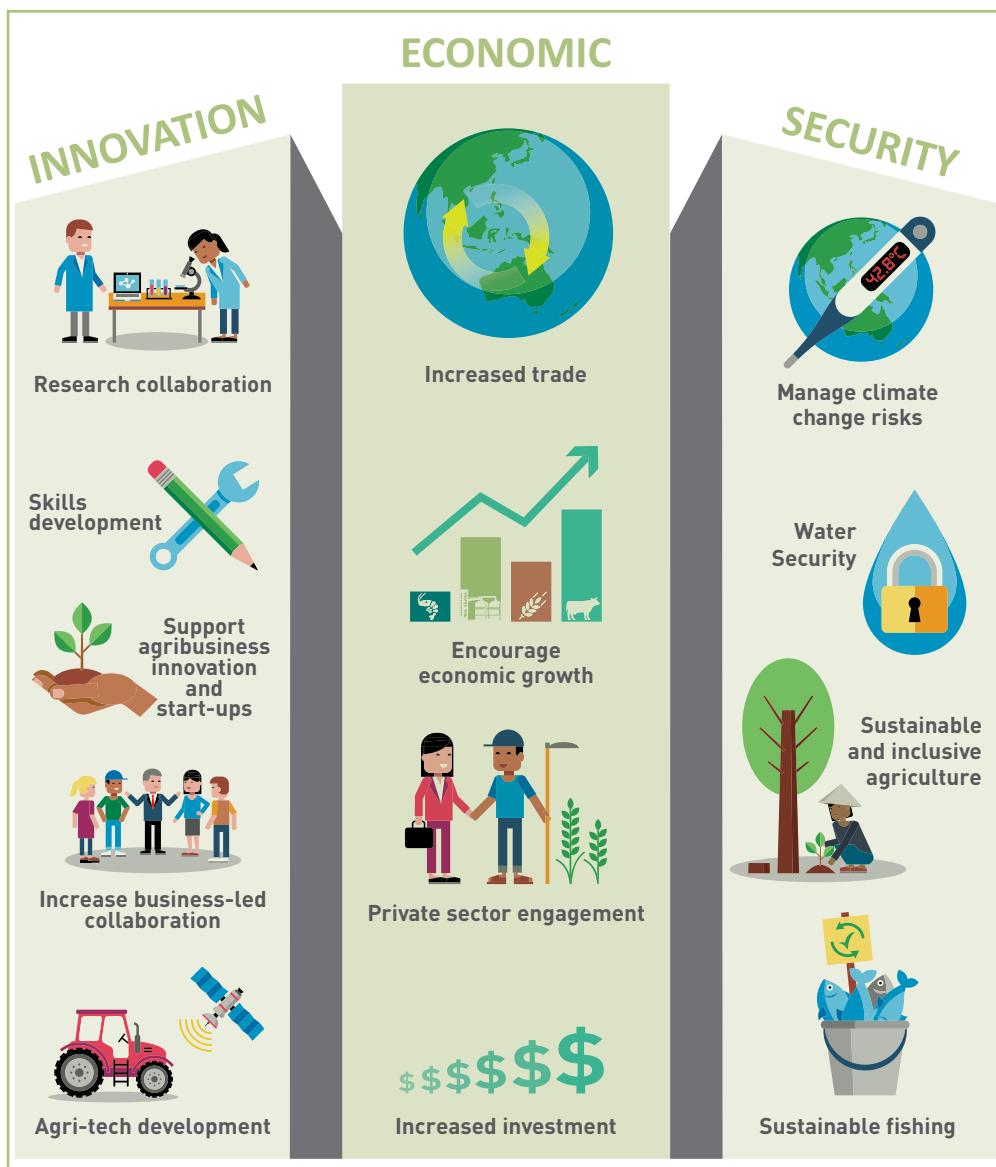 ECONOMIC
INNOVATION
SECURITY
Research collaboration
Skills
development
Support
agribusiness
innovation
and
start-ups
Increase business-led
collaboration
Agri-tech development
Increased trade
Encourage
economic growth
Private sector engagement
$$$$$$
Increased investment
42.8°C
Manage climate
change risks
Water
Security
Sustainable
and inclusive
agriculture
Sustainable fishing